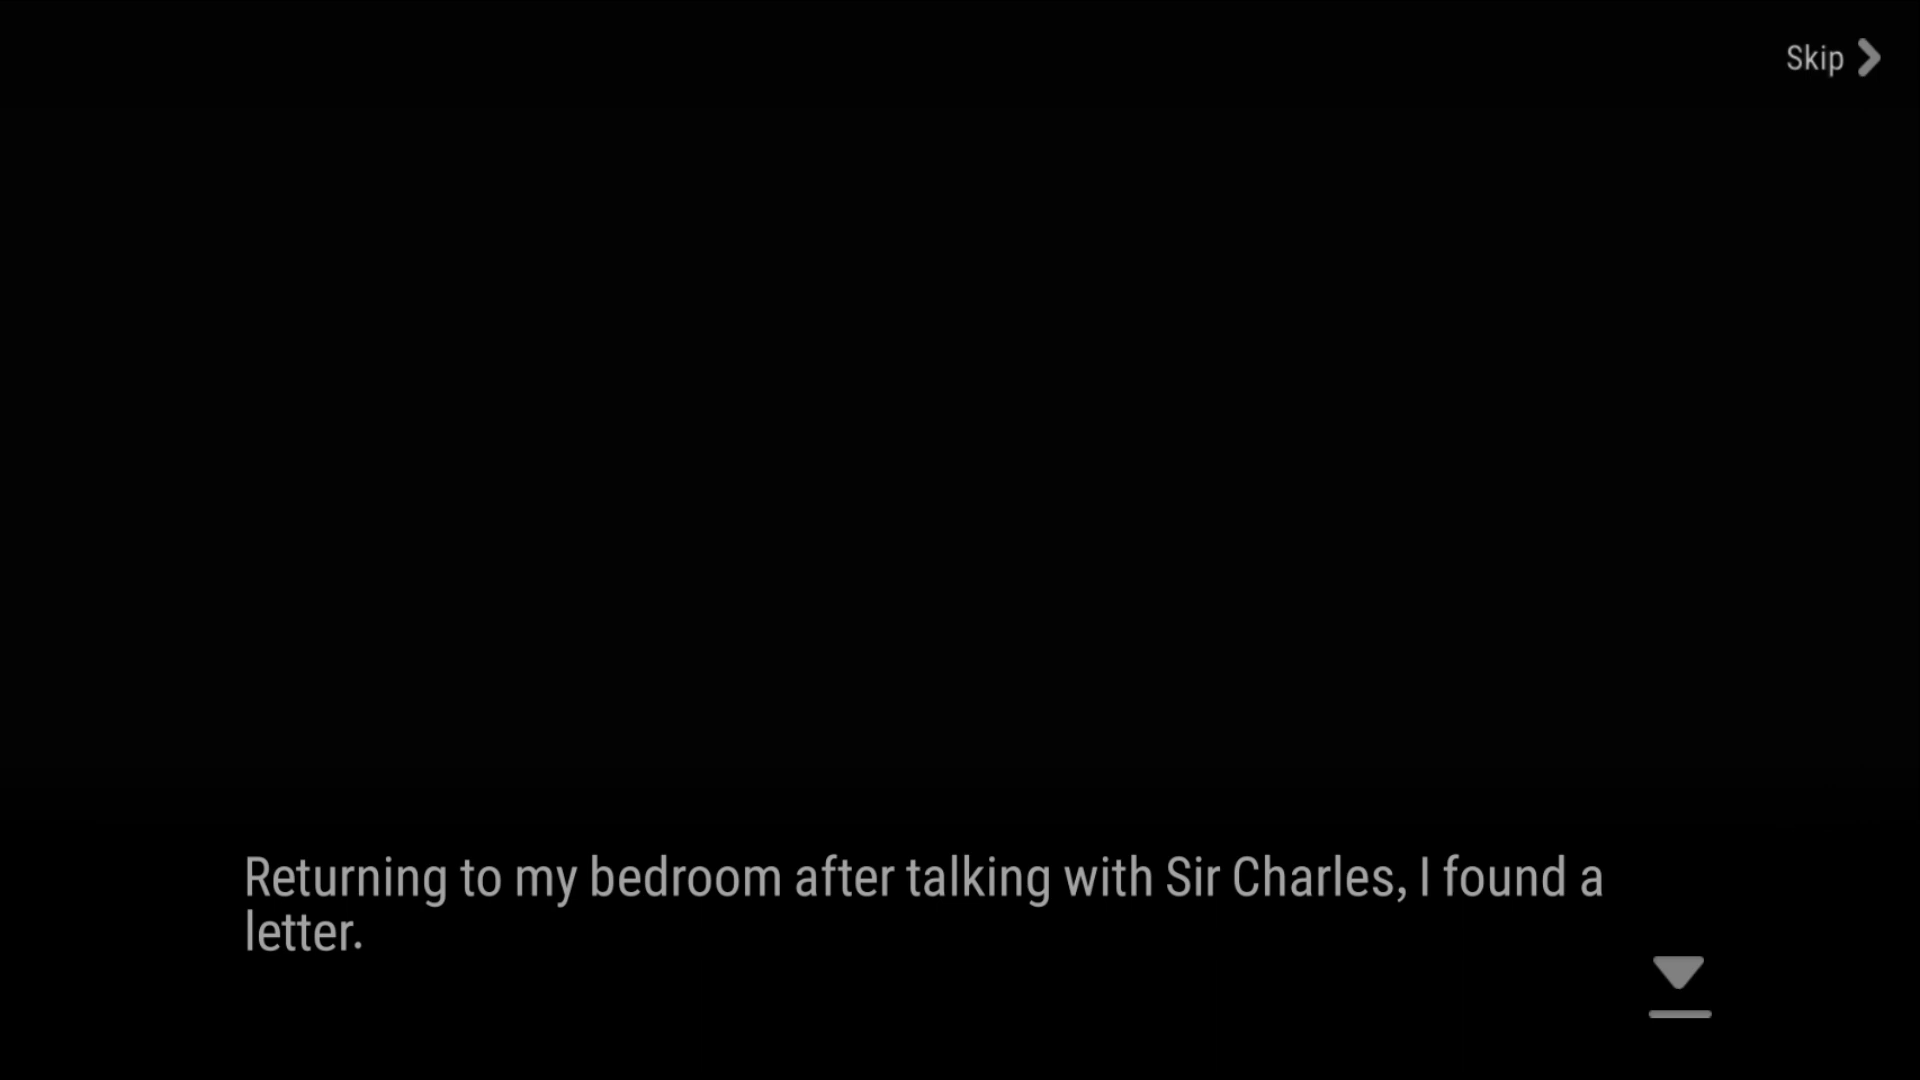 Skip
Returning to my bedroom after talking with Sir Charles, I found a
letter.